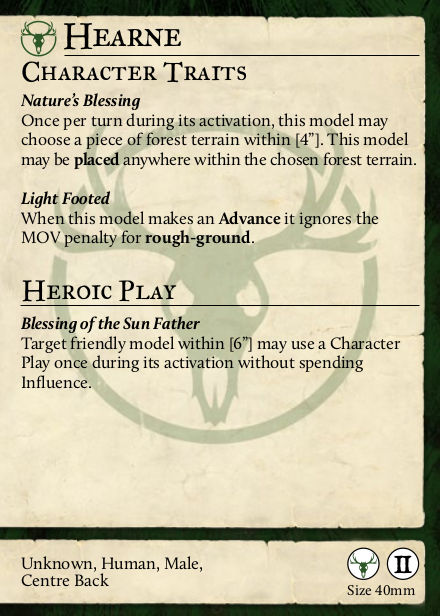 Hearne
Character Traits
Nature's Blessing
Once per turn during its activation, this model may
choose a piece of forest terrain within [4"]. This model
may be placed anywhere within the chosen forest terrain.
Light Footed
When this model makes an Advance it ignores the
MOV penalty for rough-ground.
Heroic Play
Blessing of the Sun Father
Target friendly model within [6"] may use a Character
Play once during its activation without spending
Influence.
Unknown, Human, Male,
Centre Back
II
Size 40mm